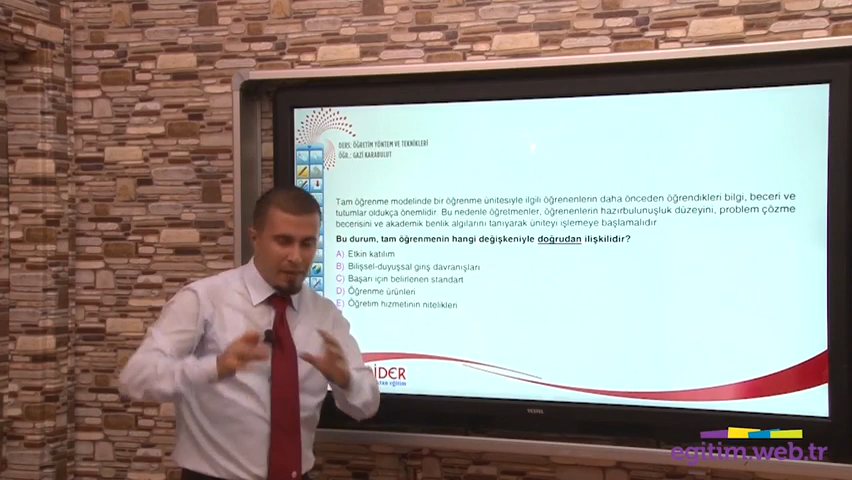 DERS: ÖĞRETİM YÖNTEM VE TEKNİKLERİ
ÖĞR.: GAZİ KARABULUT
Tam öğrenme modelinde bir öğrenme ünitesiyle ilgili öğrenenlerin daha önceden öğrendikleri bilgi, beceri ve
tutumlar oldukça önemlidir. Bu nedenle öğretmenler, öğrenenlerin hazırbulunuşluk düzeyini, problem çözme
becerisini ve akademik benlik algılarını tanıyarak üniteyi işlemeye başlamalıdır
Bu durum, tam öğrenmenin hangi değişkeniyle doğrudan ilişkilidir?
A) Etkin katılım
B) Bilişsel-duyuşsal giriş davranışları
C) Başarı için belirlenen standart
D) Öğrenme ürünleri
E) Öğretim hizmetinin nitelikleri
İDER
eğitim
VESTEL
egitim.web.tr